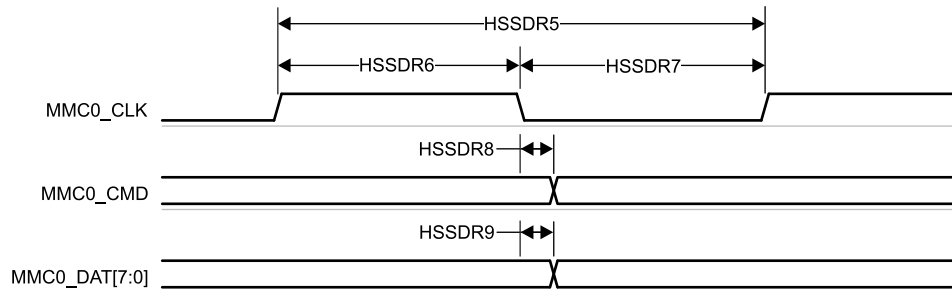 HSSDR5
HSSDR6 HSSDR7
MMC0_CLK
HSSDR8
MMC0_CMD
HSSDR9
MMC0_DAT[7:0]